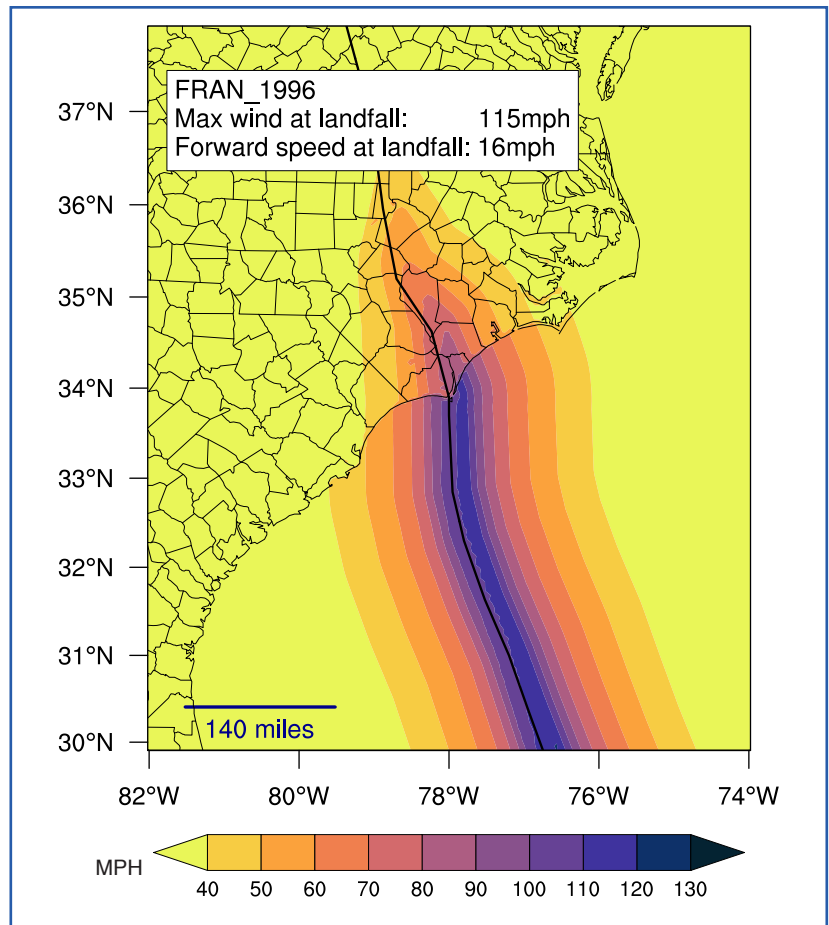 FRAN_1996
Max wind at landfall: 115mph
Forward speed at landfall: 16mph
37°N
36°N
35°N
34°N
33°N
32°N
31°N
30°N
140 miles
82°W 80°W 78°W 76°W 74°W
MPH
40 50 60 70 80 90 100 110 120 130